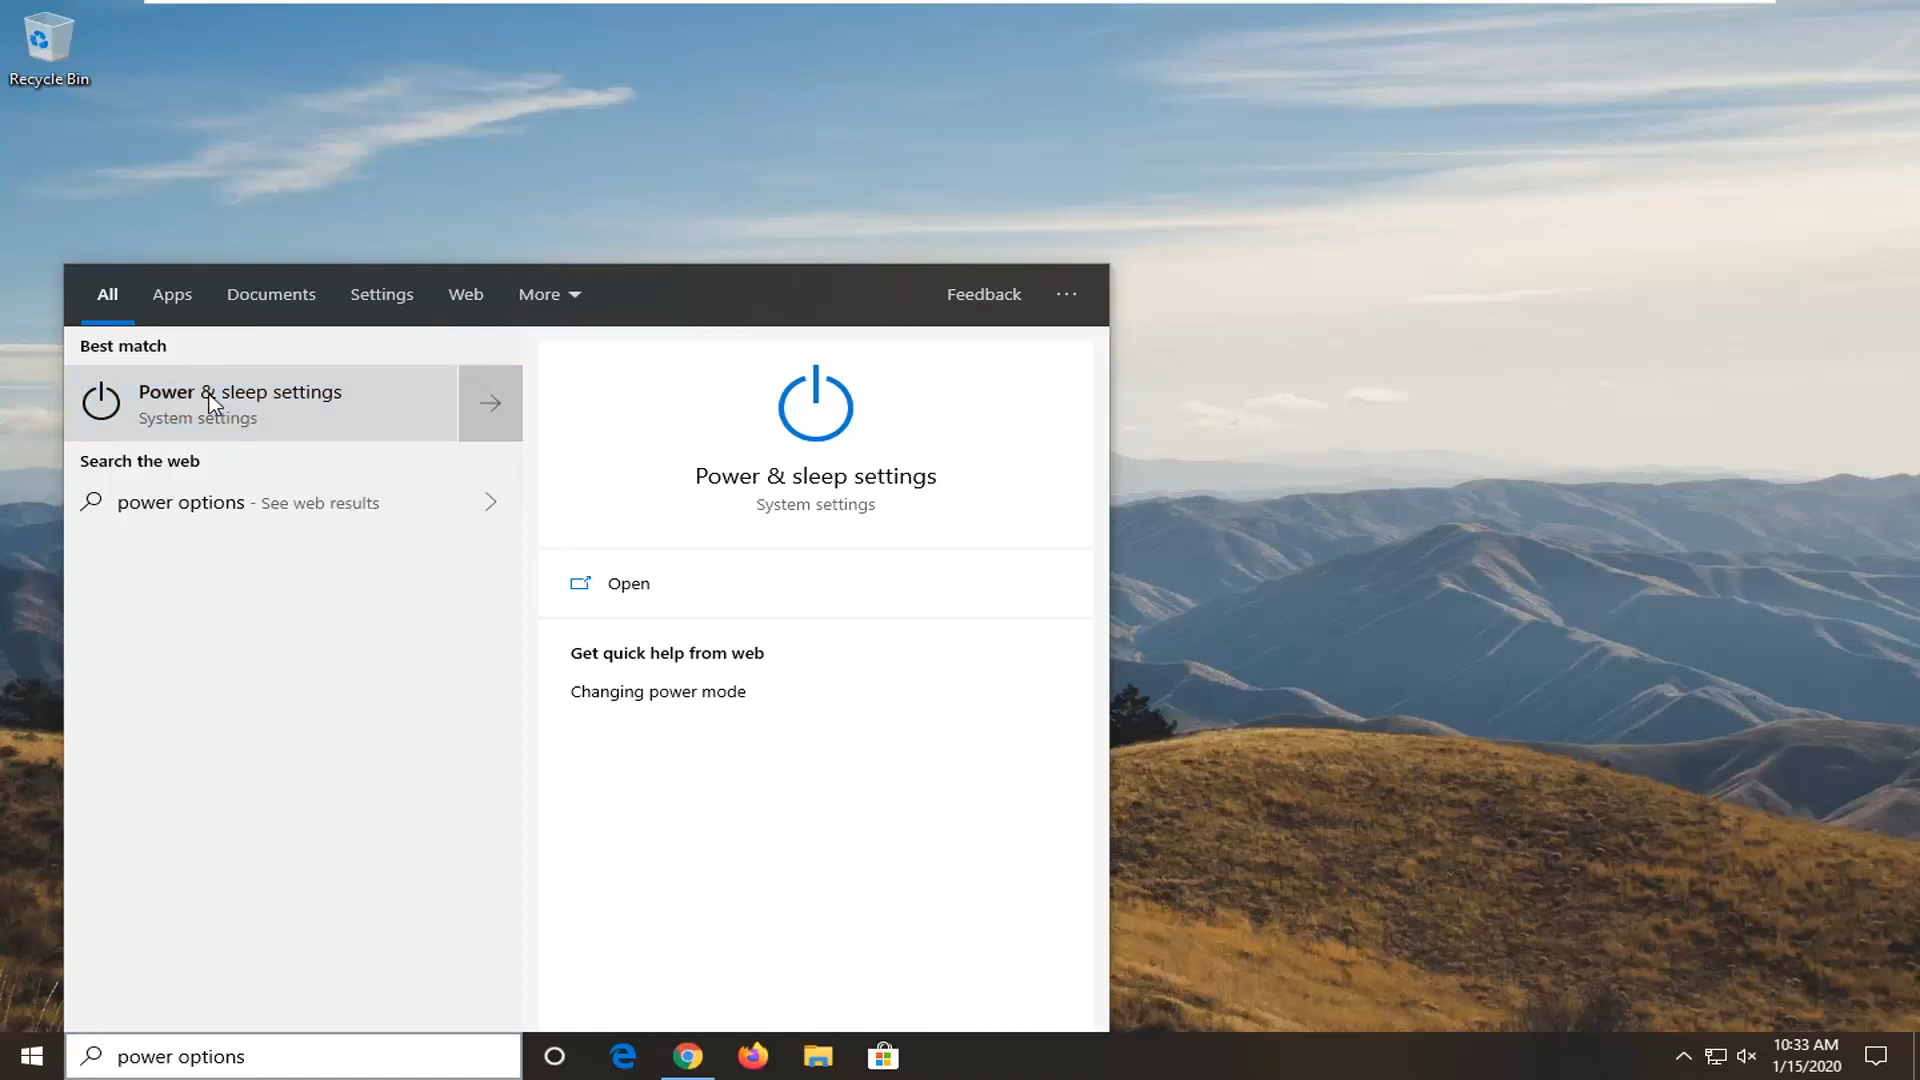 Recycle Bin
All Apps Documents Settings Web More Feedback ...
Best match
Power & sleep settings
System settings
Search the web
power options - See web results
Power & sleep settings
System settings
Open
Get quick help from web
Changing power mode
power options
10:33 AM
1/15/2020